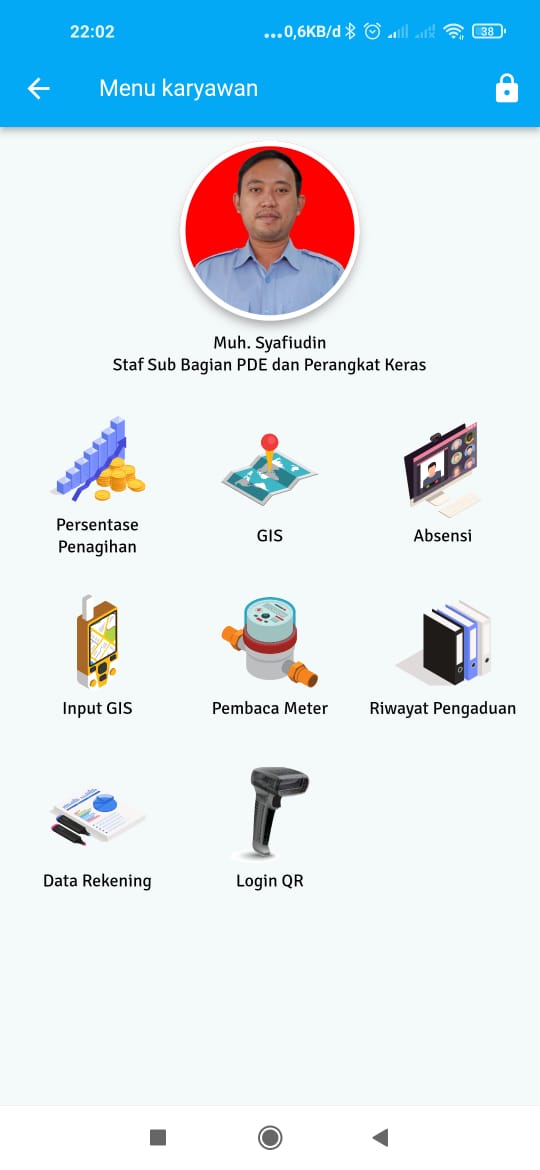 22:02
...0,6KB/d
38
Menu karyawan
Muh. Syafiudin
Staf Sub Bagian PDE dan Perangkat Keras
Persentase
Penagihan
GIS
Absensi
Input GIS
Pembaca Meter
Riwayat Pengaduan
Data Rekening
Login QR